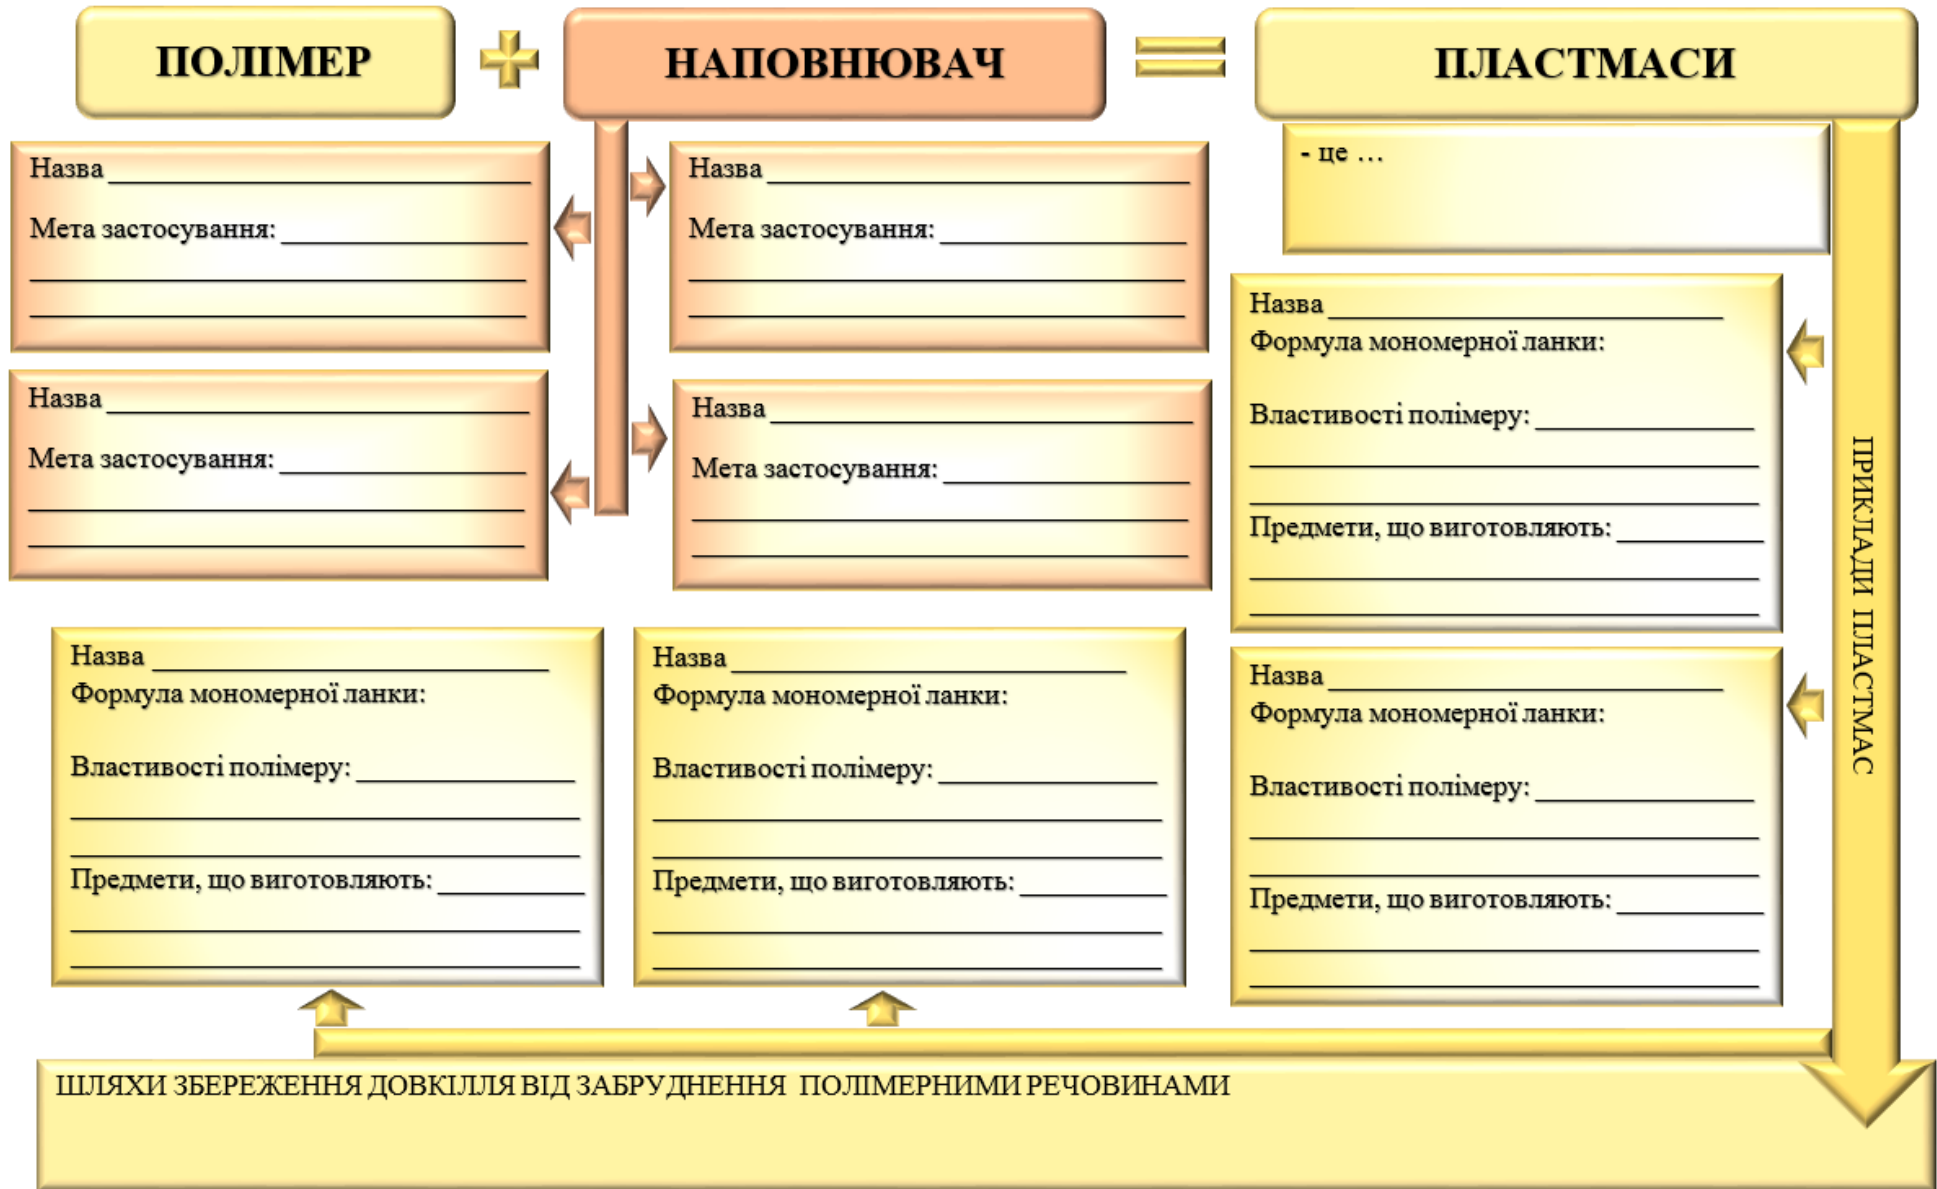 ПОЛІМЕР
НАПОВНЮВАЧ
ПЛАСТМАСИ
- це …
Назва
Мета застосування:
Назва
Мета застосування:
Назва
Мета застосування:
Назва
Мета застосування:
Назва
Формула мономерної ланки:
Властивості полімеру:
Предмети, що виготовляють:
Назва
Формула мономерної ланки:
Властивості полімеру:
Предмети, що виготовляють:
Назва
Формула мономерної ланки:
Властивості полімеру:
Предмети, що виготовляють:
Назва
Формула мономерної ланки:
Властивості полімеру:
Предмети, що виготовляють:
ПРИКЛАДИ ПЛАСТМАС
ШЛЯХИ ЗБЕРЕЖЕННЯ ДОВКІЛЛЯ ВІД ЗАБРУДНЕННЯ ПОЛІМЕРНИМИ РЕЧОВИНАМИ